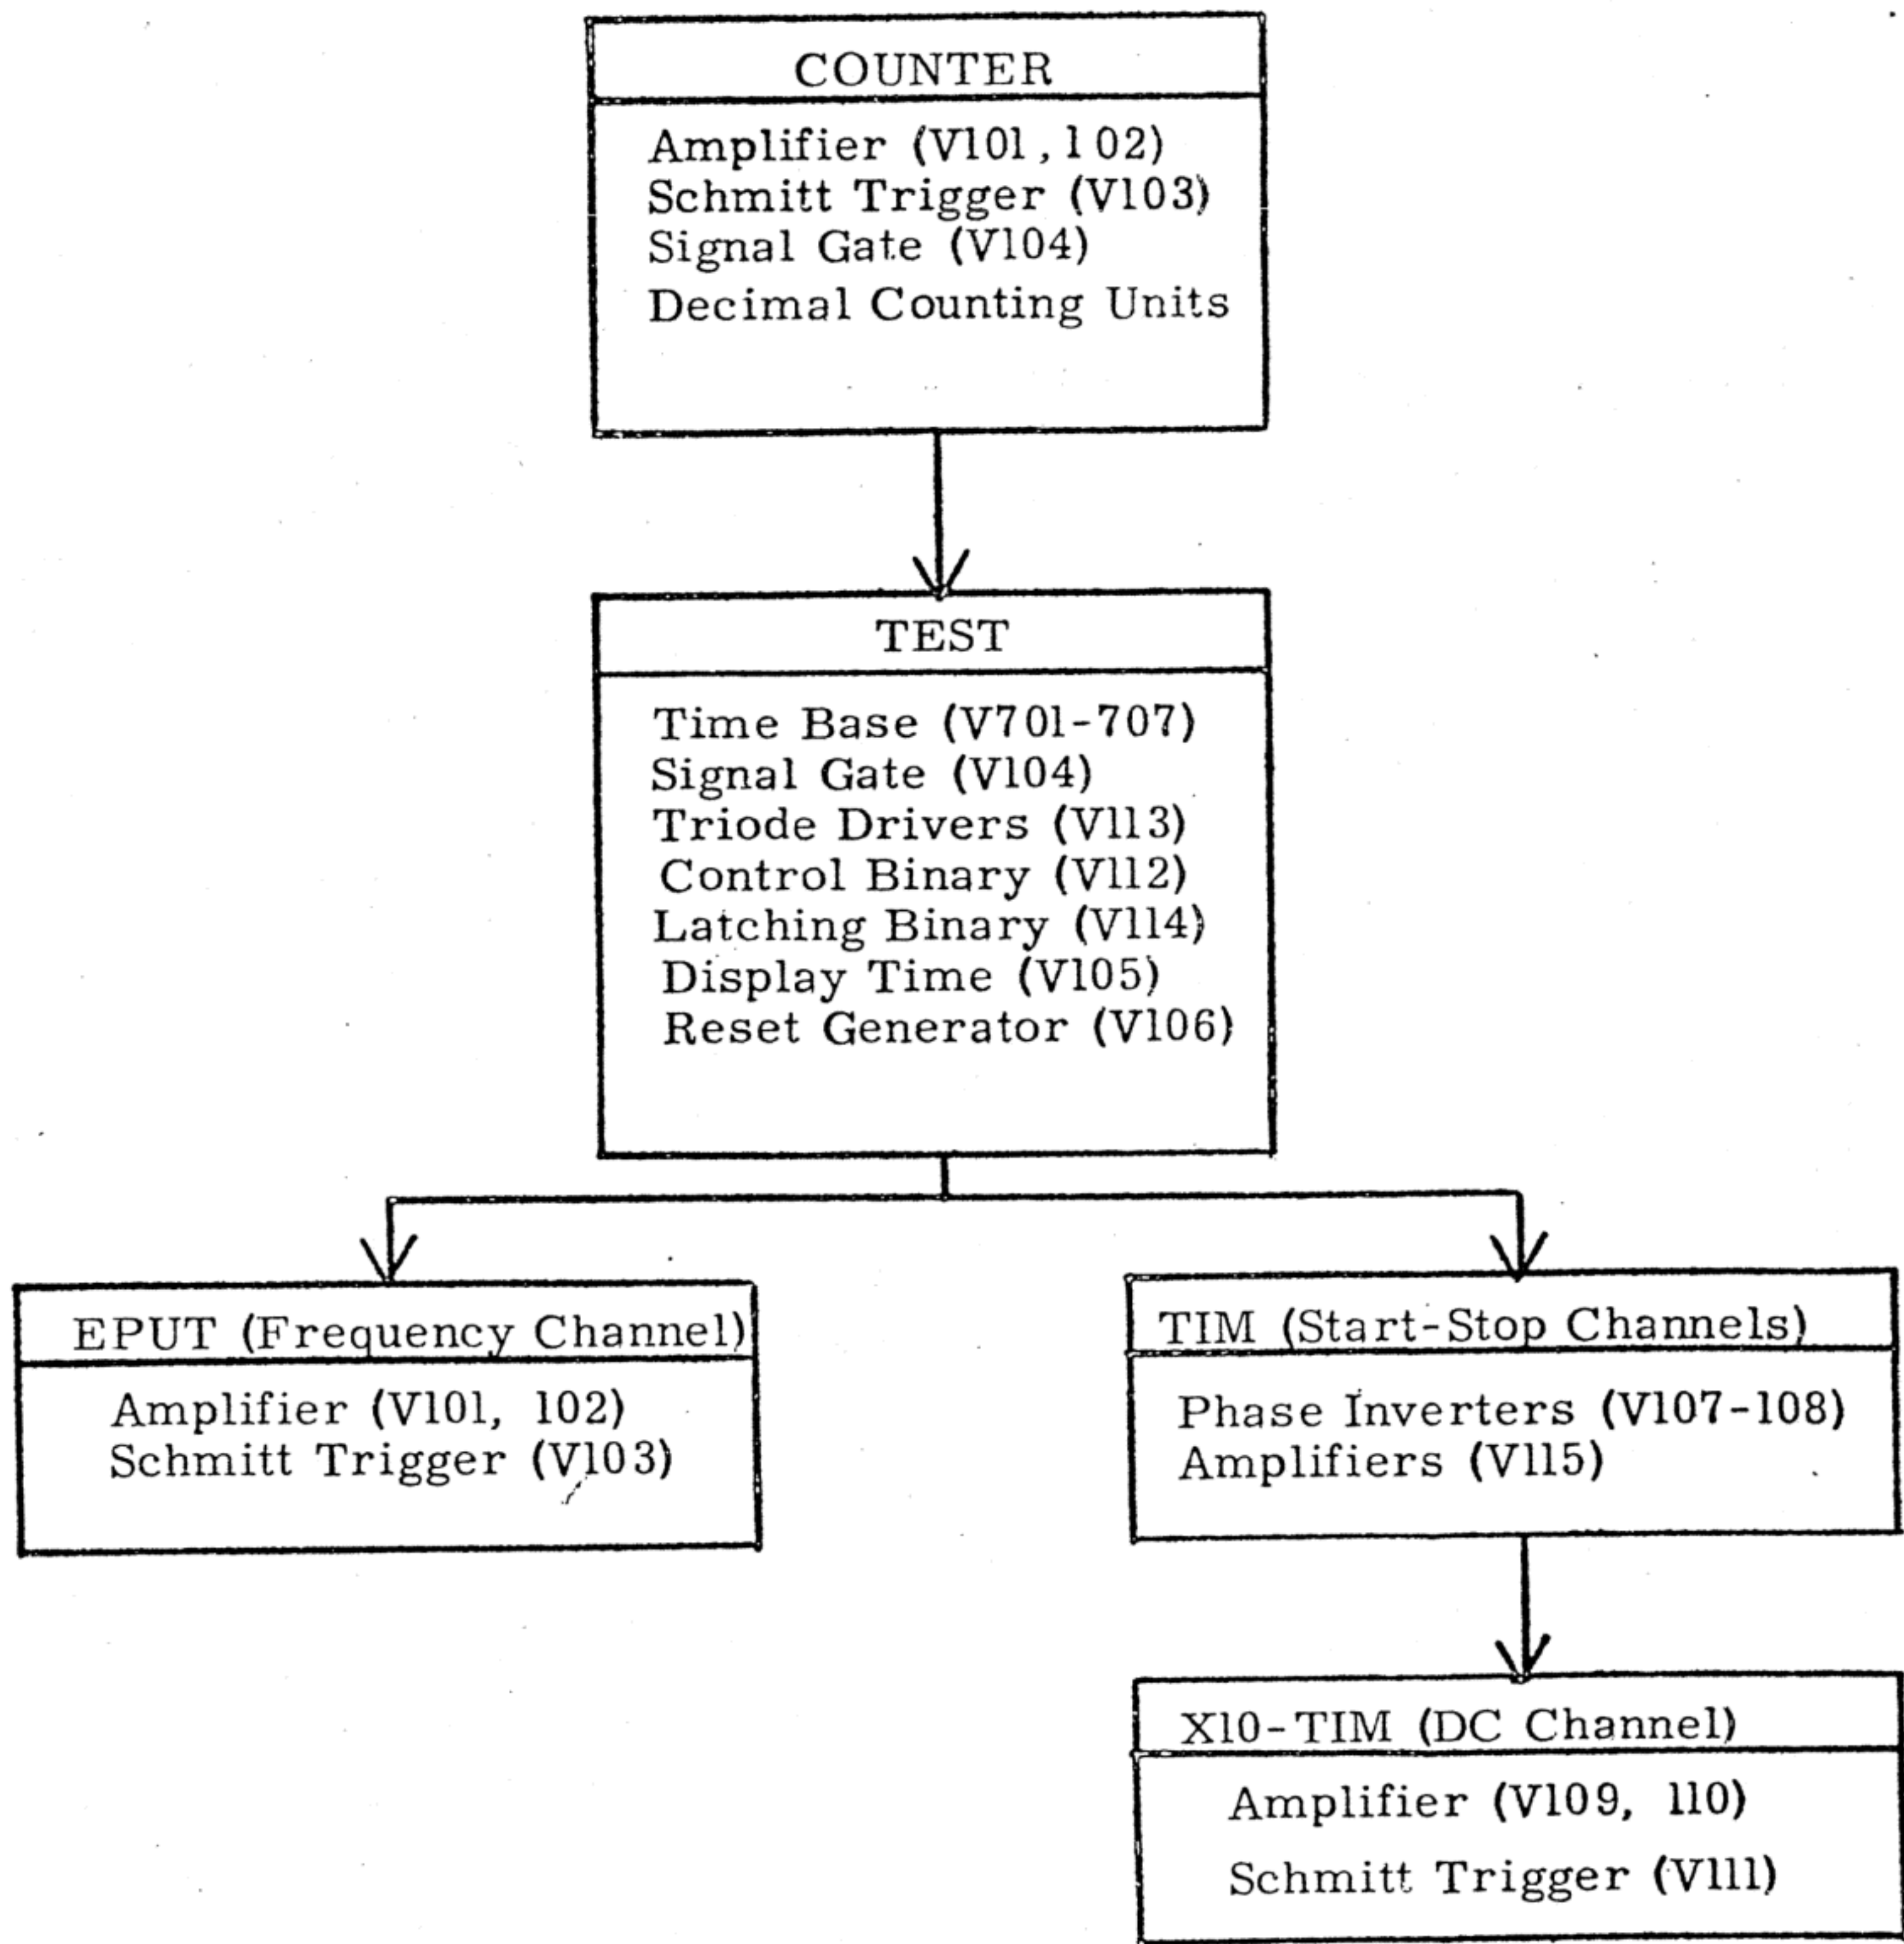 COUNTER
Amplifier (V101, 102)
Schmitt Trigger (V103)
Signal Gate (V104)
Decimal Counting Units
TEST
Time Base (V701-707)
Signal Gate (V104)
Triode Drivers (V113)
Control Binary (V112)
Latching Binary (V114)
Display Time (V105)
Reset Generator (V106)
EPUT (Frequency Channel)
Amplifier (V101, 102)
Schmitt Trigger (V103)
TIM (Start-Stop Channels)
Phase Inverters (V107-108)
Amplifiers (V115)
X10-TIM (DC Channel)
Amplifier (V109, 110)
Schmitt Trigger (V111)